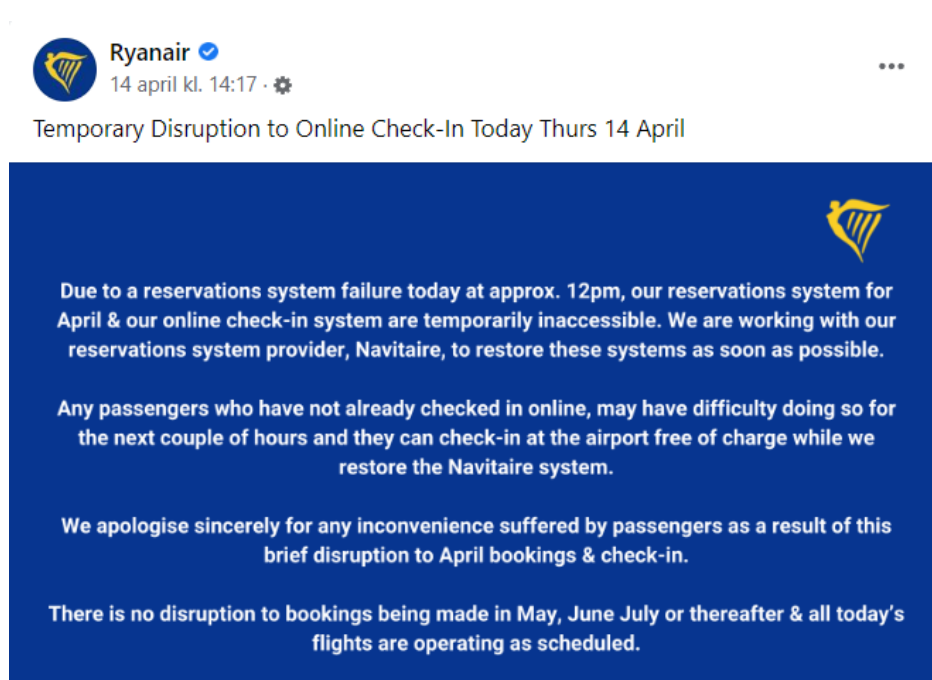 Ryanair
14 april kl. 14:17 ·
Temporary Disruption to Online Check-In Today Thurs 14 April
Due to a reservations system failure today at approx. 12pm, our reservations system for
April & our online check-in system are temporarily inaccessible. We are working with our
reservations system provider, Navitaire, to restore these systems as soon as possible.
Any passengers who have not already checked in online, may have difficulty doing so for
the next couple of hours and they can check-in at the airport free of charge while we
restore the Navitaire system.
We apologise sincerely for any inconvenience suffered by passengers as a result of this
brief disruption to April bookings & check-in.
There is no disruption to bookings being made in May, June July or thereafter & all today's
flights are operating as scheduled.